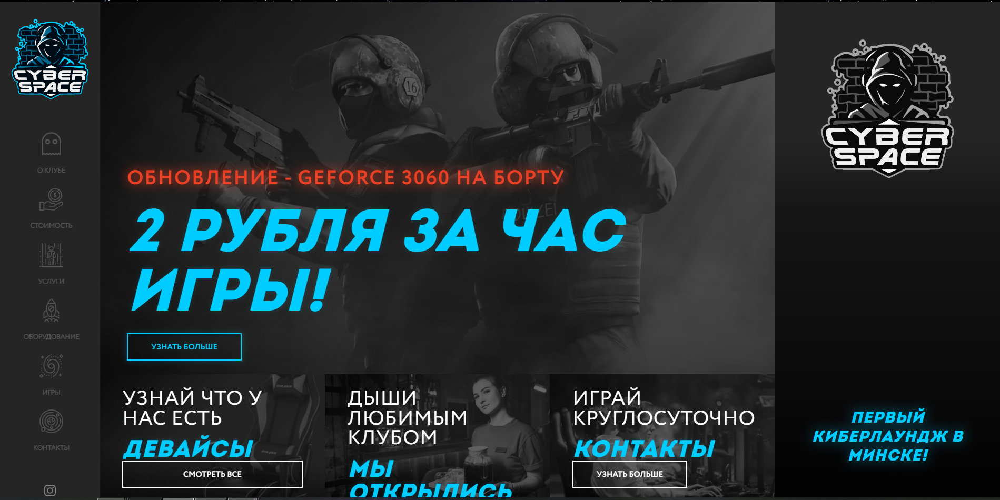 CYBER
SPACE
О КЛУБЕ
СТОИМОСТЬ
УСЛУГИ
ОБОРУДОВАНИЕ
ИГРЫ
КОНТАКТЫ
16
POLIZEI
ОБНОВЛЕНИЕ - GEFORCE 3060 НА БОРТУ
2 РУБЛЯ ЗА ЧАС
ИГРЫ!
УЗНАТЬ БОЛЬШЕ
УЗНАЙ ЧТО У
НАС ЕСТЬ
ДЕВАЙСЫ
СМОТРЕТЬ ВСЕ
ДЫШИ
ЛЮБИМЫМ
КЛУБОМ
МЫ
ОТКРЫЛИСЬ
ИГРАЙ
КРУГЛОСУТОЧНО
КОНТАКТЫ
УЗНАТЬ БОЛЬШЕ
CYBER
SPACE
ПЕРВЫЙ
КИБЕРЛАУНДЖ В
МИНСКЕ!